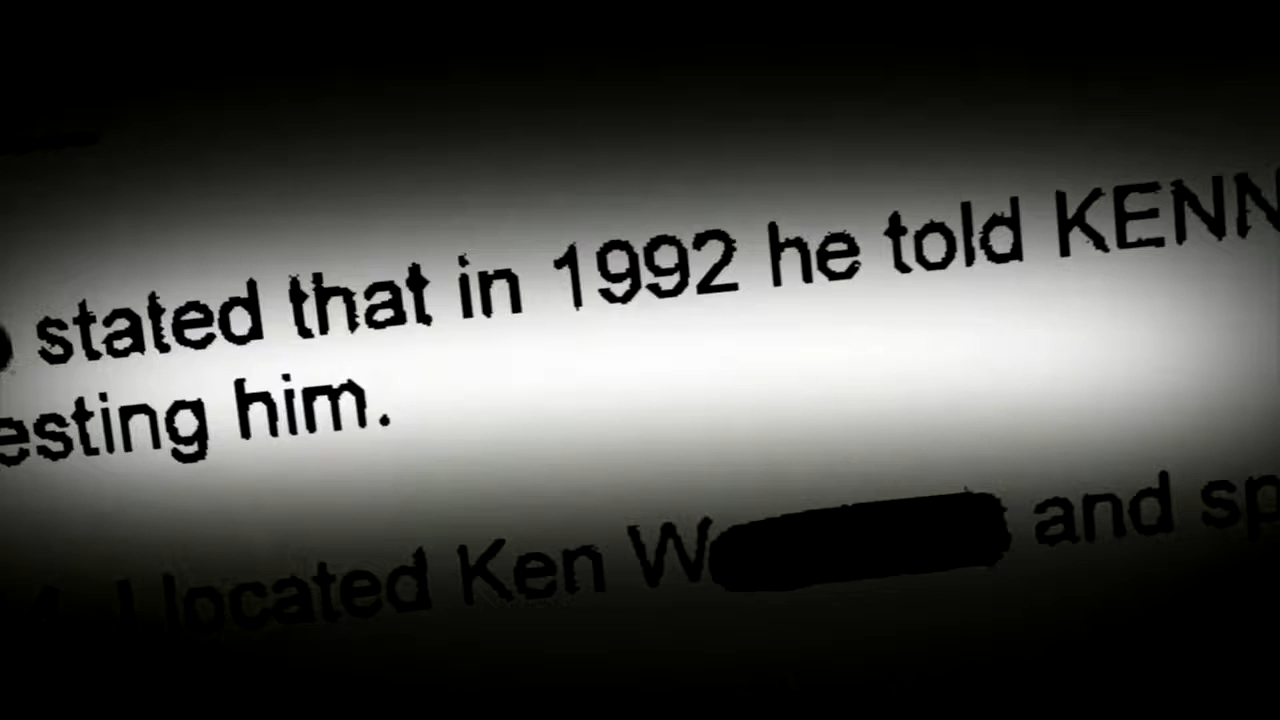 stated that in 1992 he told KENN
esting him.
I located Ken W and sp